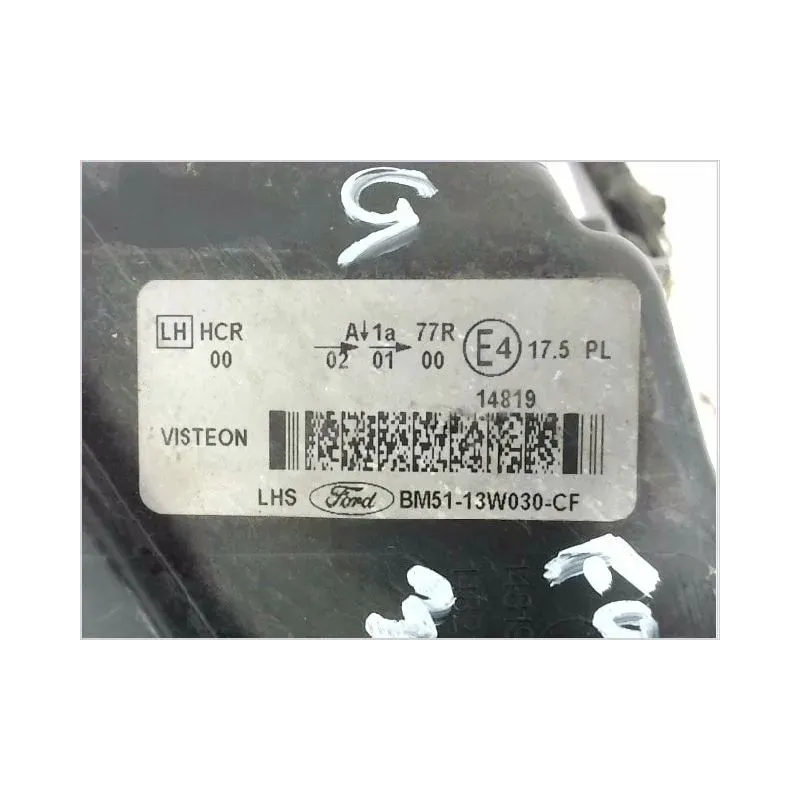 LH HCR A↓1a 77R E4 17.5 PL
00 02 01 00
14819
VISTEON
LHS Ford BM51-13W030-CF